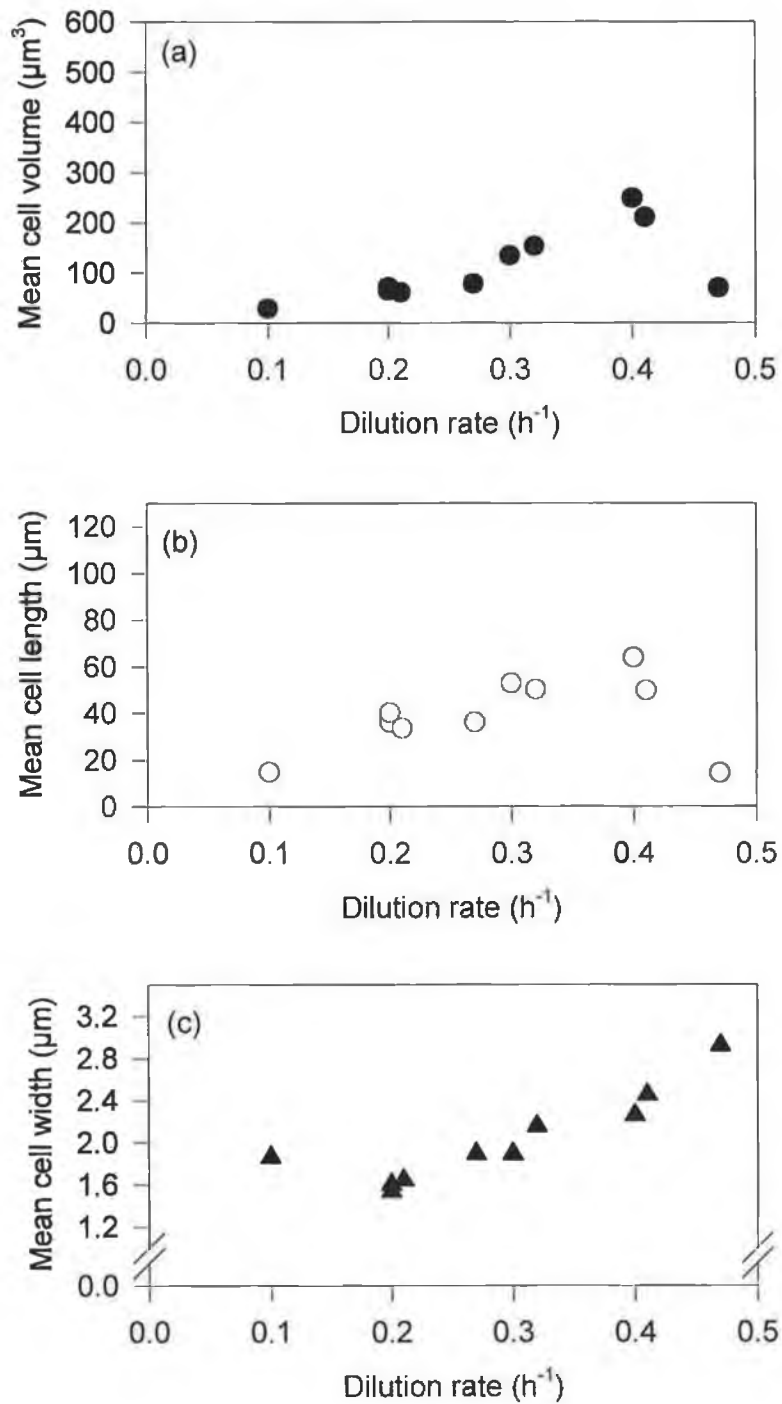 (a)
Mean cell volume (µm³)
600
500
400
300
200
100
0
0.0 0.1 0.2 0.3 0.4 0.5
Dilution rate (h⁻¹)
(b)
Mean cell length (µm)
120
100
80
60
40
20
0
0.0 0.1 0.2 0.3 0.4 0.5
Dilution rate (h⁻¹)
(c)
Mean cell width (µm)
3.2
2.8
2.4
2.0
1.6
1.2
0.0
0.0 0.1 0.2 0.3 0.4 0.5
Dilution rate (h⁻¹)